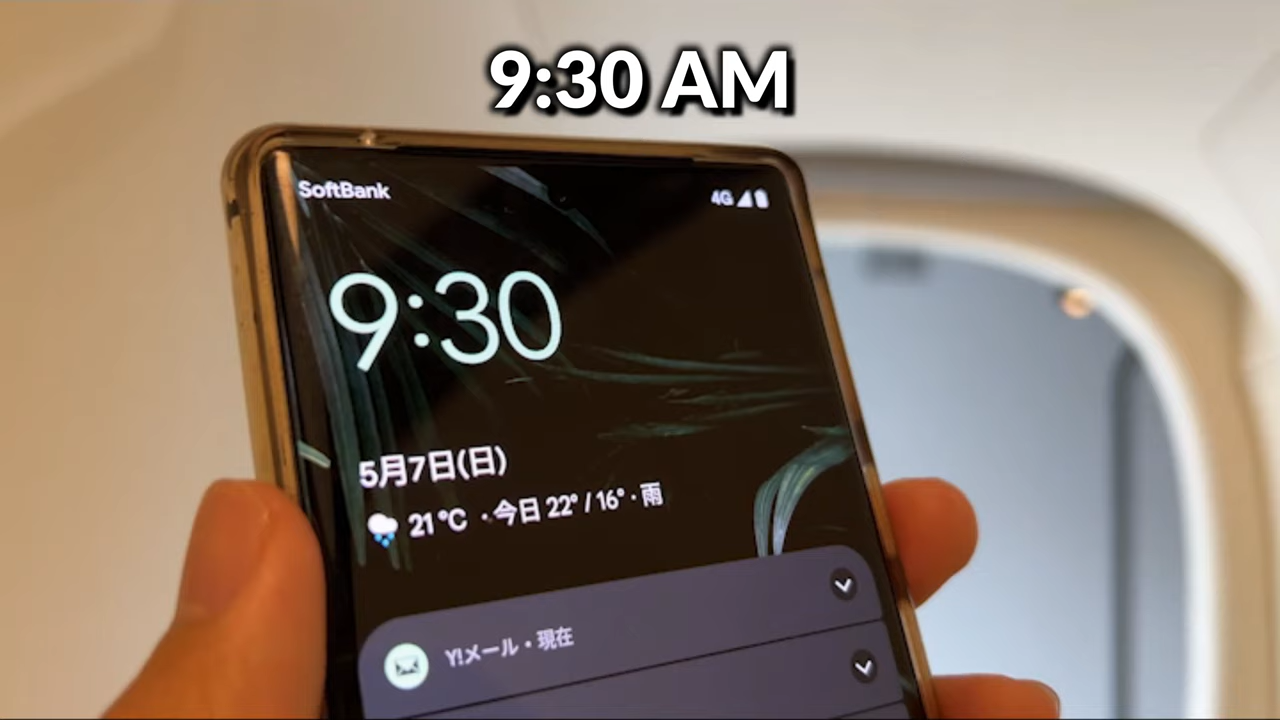 9:30 AM
SoftBank
4G
9:30
5月7日(日)
21°C ・今日 22° / 16°・雨
Y!メール・現在